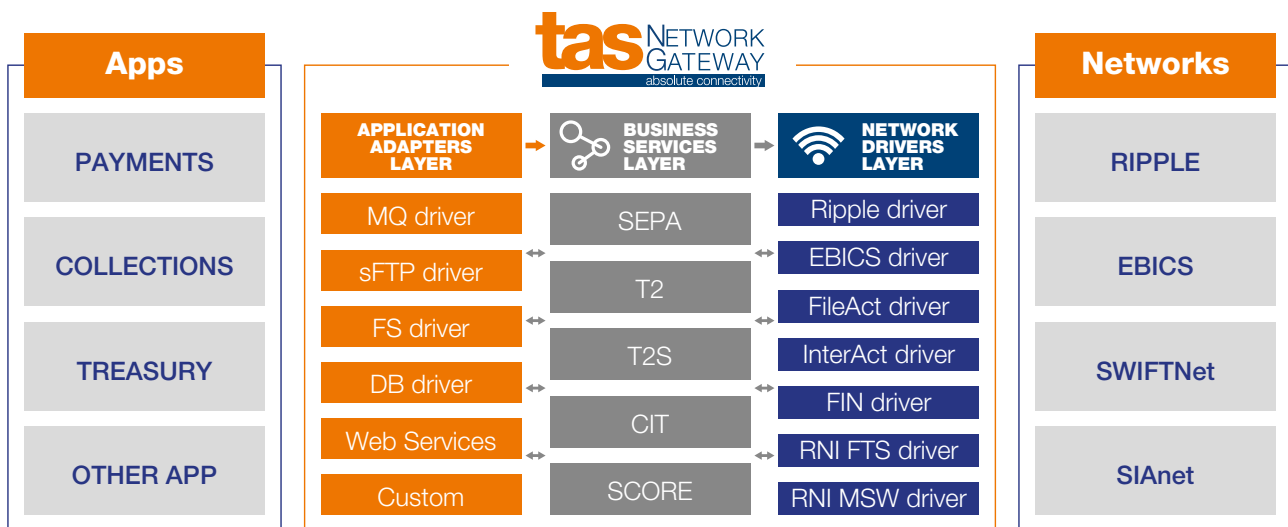 Apps
PAYMENTS
COLLECTIONS
TREASURY
OTHER APP
tas NETWORK
GATEWAY
absolute connectivity
APPLICATION
ADAPTERS
LAYER
MQ driver
sFTP driver
FS driver
DB driver
Web Services
Custom
BUSINESS
SERVICES
LAYER
SEPA
T2
T2S
CIT
SCORE
NETWORK
DRIVERS
LAYER
Ripple driver
EBICS driver
FileAct driver
InterAct driver
FIN driver
RNI FTS driver
RNI MSW driver
Networks
RIPPLE
EBICS
SWIFTNet
SIAnet